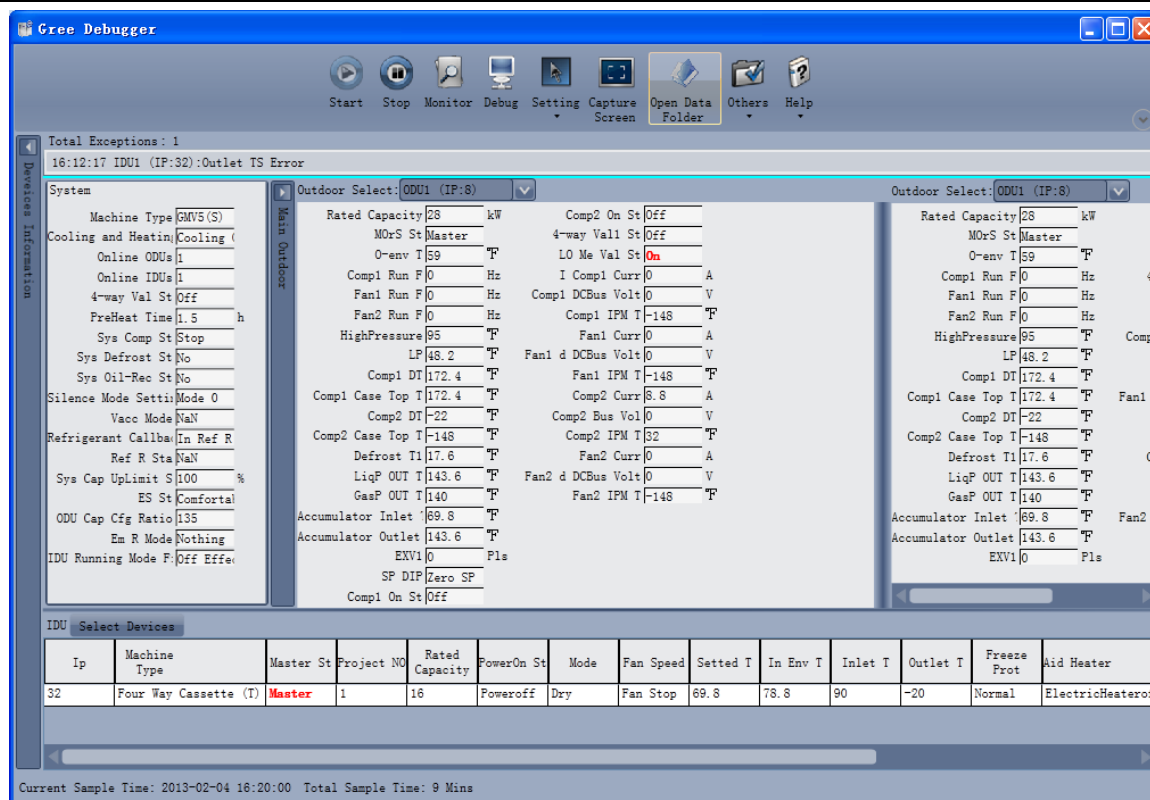 Gree Debugger
Start Stop Monitor Debug Setting Capture Screen Open Data Folder Others Help
Total Exceptions: 1
16:12:17 IDU1 (IP:32):Outlet TS Error
Deveices Information
System
Machine Type GMV5(S)
Cooling and Heatin Cooling (
Online ODUs 1
Online IDUs 1
4-way Val St Off
PreHeat Time 1.5 h
Sys Comp St Stop
Sys Defrost St No
Sys Oil-Rec St No
Silence Mode Setti Mode 0
Vacc Mode NaN
Refrigerant Callba In Ref R
Ref R Sta NaN
Sys Cap UpLimit S 100 %
ES St Comforta
ODU Cap Cfg Ratio 135
Em R Mode Nothing
IDU Running Mode F: Off Effe
Main Outdoor
Outdoor Select: ODU1 (IP:8)
Rated Capacity 28 kW
MOrS St Master
O-env T 59 ℉
Comp1 Run F 0 Hz
Fan1 Run F 0 Hz
Fan2 Run F 0 Hz
HighPressure 95 ℉
LP 48.2 ℉
Comp1 DT 172.4 ℉
Comp1 Case Top T 172.4 ℉
Comp2 DT -22 ℉
Comp2 Case Top T -148 ℉
Defrost T1 17.6 ℉
LiqP OUT T 143.6 ℉
GasP OUT T 140 ℉
Accumulator Inlet 69.8 ℉
Accumulator Outlet 143.6 ℉
EXV1 0 Pls
SP DIP Zero SP
Comp1 On St Off
Comp2 On St Off
4-way Val1 St Off
LO Me Val St On
I Comp1 Curr 0 A
Comp1 DCBus Volt 0 V
Comp1 IPM T -148 ℉
Fan1 Curr 0 A
Fan1 d DCBus Volt 0 V
Fan1 IPM T -148 ℉
Comp2 Curr 8.8 A
Comp2 Bus Vol 0 V
Comp2 IPM T 32 ℉
Fan2 Curr 0 A
Fan2 d DCBus Volt 0 V
Fan2 IPM T -148 ℉
Outdoor Select: ODU1 (IP:8)
Rated Capacity 28 kW
MOrS St Master
O-env T 59 ℉
Comp1 Run F 0 Hz 4
Fan1 Run F 0 Hz
Fan2 Run F 0 Hz
HighPressure 95 ℉ Comp
LP 48.2 ℉
Comp1 DT 172.4 ℉
Comp1 Case Top T 172.4 ℉ Fan1
Comp2 DT -22 ℉
Comp2 Case Top T -148 ℉
Defrost T1 17.6 ℉
LiqP OUT T 143.6 ℉
GasP OUT T 140 ℉
Accumulator Inlet 69.8 ℉ Fan2
Accumulator Outlet 143.6 ℉
EXV1 0 Pls
IDU Select Devices
Ip Machine Type Master St Project NO Rated Capacity PowerOn St Mode Fan Speed Setted T In Env T Inlet T Outlet T Freeze Prot Aid Heater
32 Four Way Cassette (T) Master 1 16 Poweroff Dry Fan Stop 69.8 78.8 90 -20 Normal ElectricHeatero
Current Sample Time: 2013-02-04 16:20:00 Total Sample Time: 9 Mins